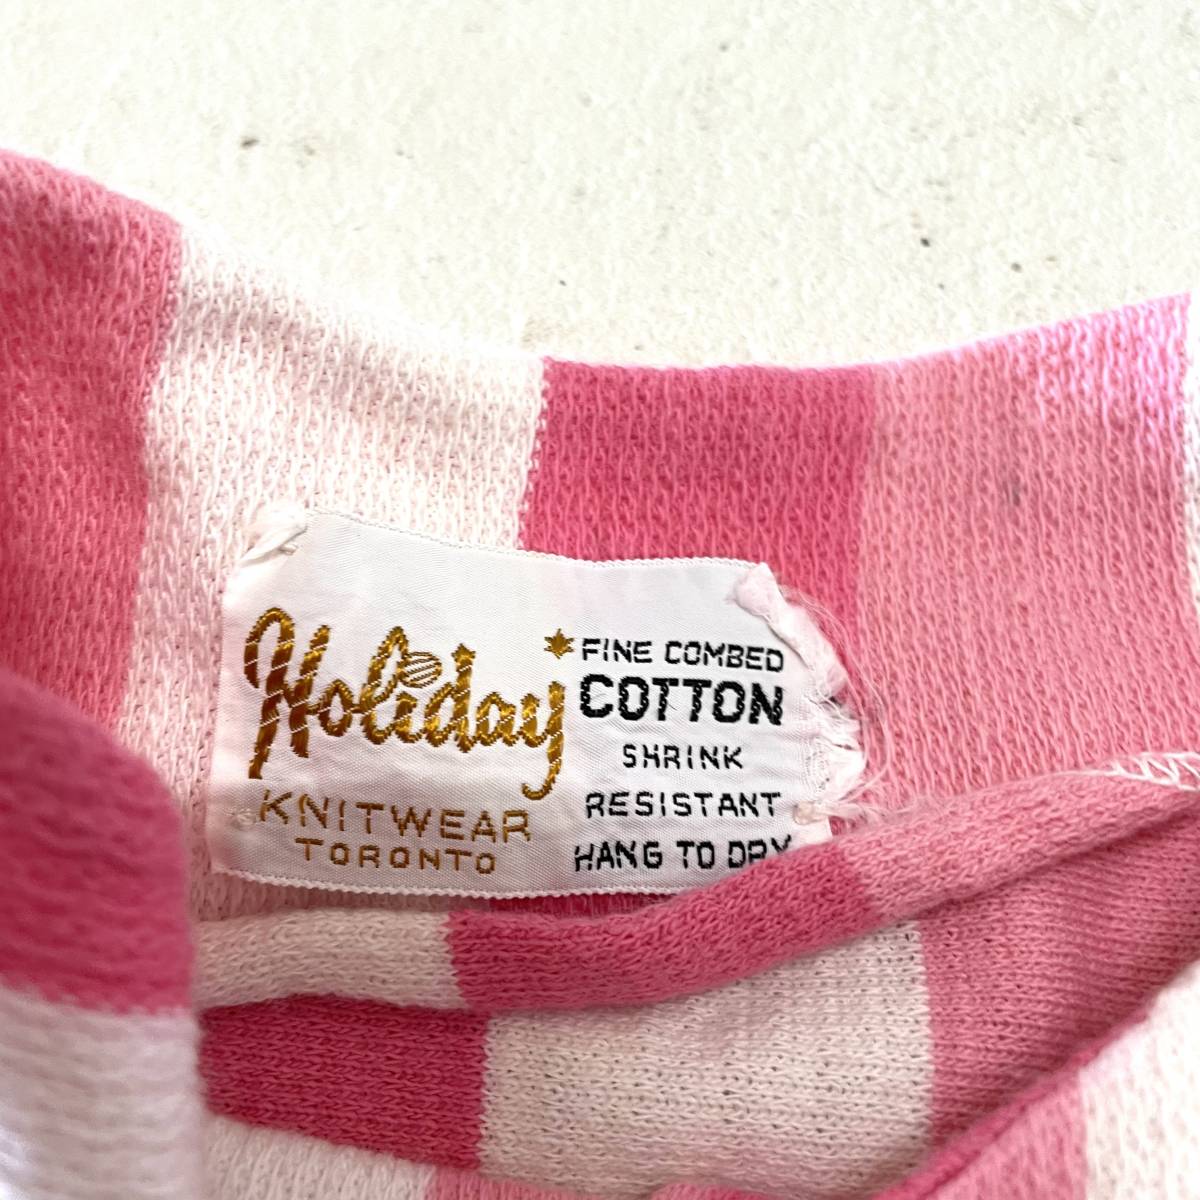 Holiday
KNITWEAR
TORONTO
FINE COMBED
COTTON
SHRINK
RESISTANT
HANG TO DRY